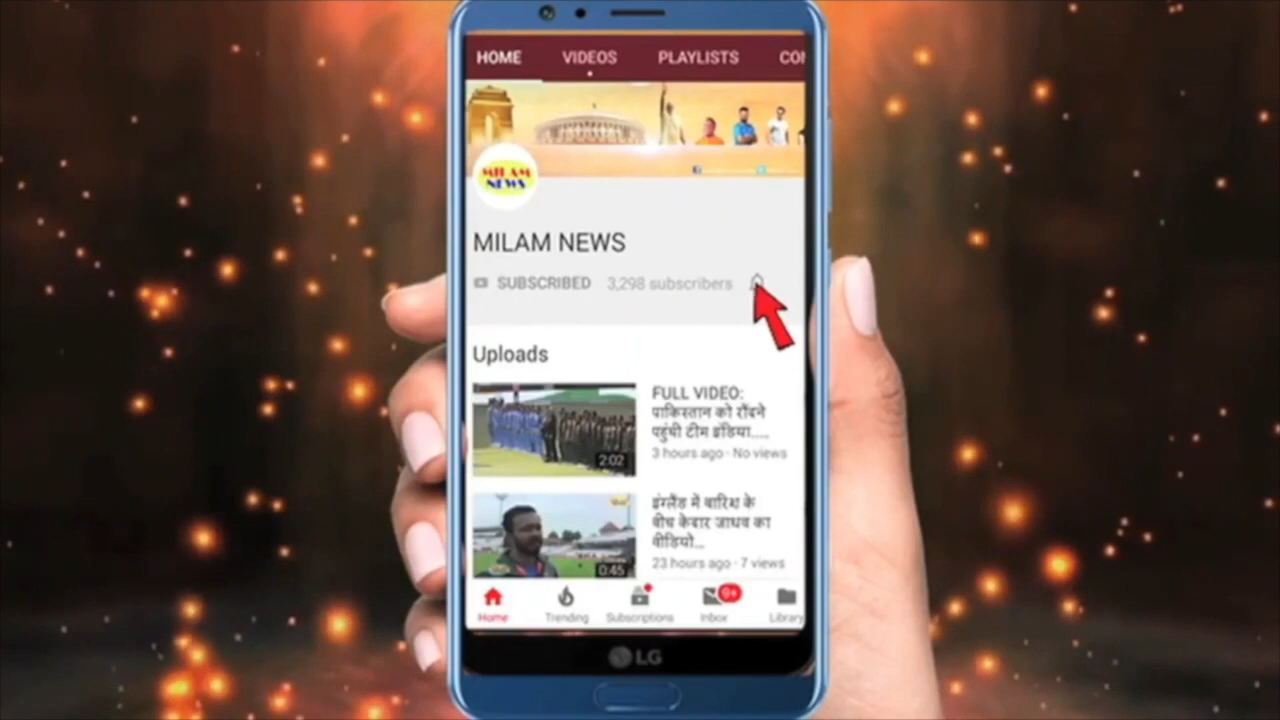 HOME VIDEOS PLAYLISTS
MILAM
NEWS
MILAM NEWS
SUBSCRIBED 3,298 subscribers
Uploads
FULL VIDEO:
पाकिस्तान को रौंदने
पहुंची टीम इंडिया.....
3 hours ago · No views
2:02
इंग्लैंड में बारिश के
बीच केदार जाधव का
वीडियो...
23 hours ago · 7 views
0:45
9+
Home Trending Subscriptions Inbox Library
LG